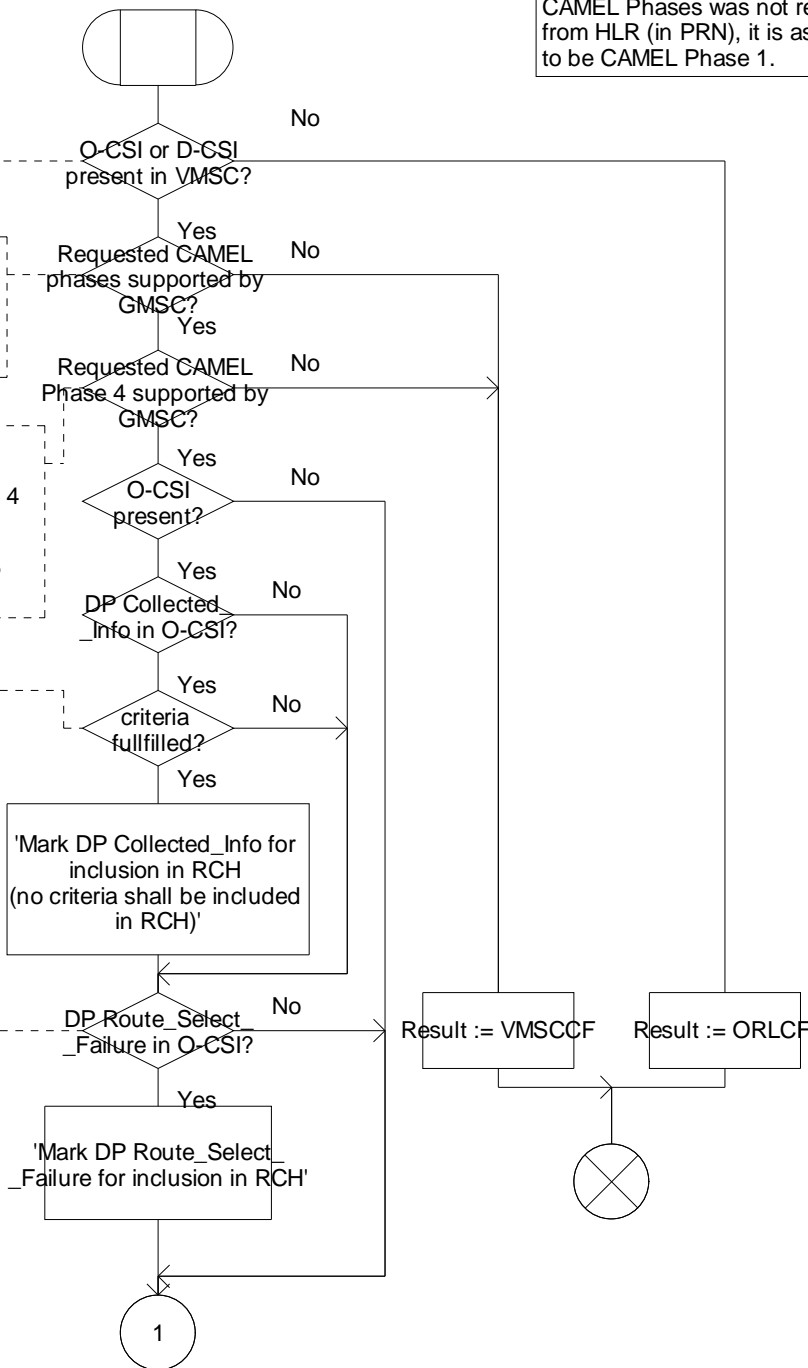 CAMEL Phases was not re
from HLR (in PRN), it is as
to be CAMEL Phase 1.
No
O-CSI or D-CSI
present in VMSC?
Yes
No
Requested CAMEL
phases supported by
GMSC?
Yes
No
Requested CAMEL
Phase 4 supported by
GMSC?
Yes
No
4
O-CSI
present?
Yes
No
DP Collected_
_Info in O-CSI?
Yes
No
criteria
fullfilled?
Yes
'Mark DP Collected_Info for
inclusion in RCH
(no criteria shall be included
in RCH)'
No
DP Route_Select_
_Failure in O-CSI?
Result := VMSCCF
Result := ORLCF
Yes
'Mark DP Route_Select_
_Failure for inclusion in RCH'
1